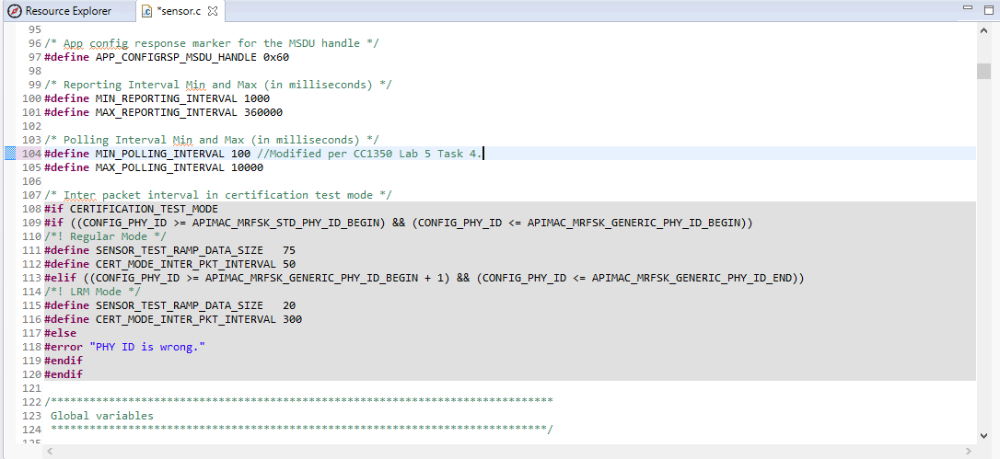 Resource Explorer
*sensor.c
95
96 /* App config response marker for the MSDU handle */
97 #define APP_CONFIGRSP_MSDU_HANDLE 0x60
98
99 /* Reporting Interval Min and Max (in milliseconds) */
100 #define MIN_REPORTING_INTERVAL 1000
101 #define MAX_REPORTING_INTERVAL 360000
102
103 /* Polling Interval Min and Max (in milliseconds) */
104 #define MIN_POLLING_INTERVAL 100 //Modified per CC1350 Lab 5 Task 4.
105 #define MAX_POLLING_INTERVAL 10000
106
107 /* Inter packet interval in certification test mode */
108 #if CERTIFICATION_TEST_MODE
109 #if ((CONFIG_PHY_ID >= APIMAC_MRFSK_STD_PHY_ID_BEGIN) && (CONFIG_PHY_ID <= APIMAC_MRFSK_GENERIC_PHY_ID_BEGIN))
110 /*! Regular Mode */
111 #define SENSOR_TEST_RAMP_DATA_SIZE   75
112 #define CERT_MODE_INTER_PKT_INTERVAL 50
113 #elif ((CONFIG_PHY_ID >= APIMAC_MRFSK_GENERIC_PHY_ID_BEGIN + 1) && (CONFIG_PHY_ID <= APIMAC_MRFSK_GENERIC_PHY_ID_END))
114 /*! LRM Mode */
115 #define SENSOR_TEST_RAMP_DATA_SIZE   20
116 #define CERT_MODE_INTER_PKT_INTERVAL 300
117 #else
118 #error "PHY ID is wrong."
119 #endif
120 #endif
121
122 /******************************************************************************
123  Global variables
124  *****************************************************************************/
125